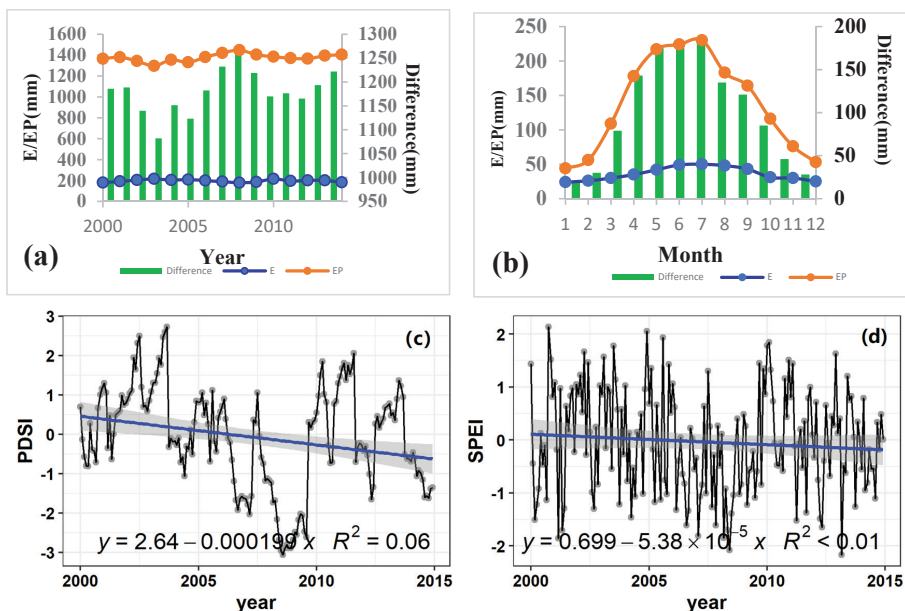 E/EP(mm)
1600
1400
1200
1000
800
600
400
200
0
1300
1250
1200
1150
1100
1050
1000
950
Difference(mm)
2000 2005 2010
(a) Year
Difference E EP
E/EP(mm)
250
200
150
100
50
0
200
150
100
50
0
Difference(mm)
1 2 3 4 5 6 7 8 9 10 11 12
(b) Month
Difference E EP
PDSI
3
2
1
0
-1
-2
-3
(c)
y = 2.64 − 0.000199 x R² = 0.06
2000 2005 2010 2015
year
SPEI
2
1
0
-1
-2
(d)
y = 0.699 − 5.38 × 10⁻⁵ x R² < 0.01
2000 2005 2010 2015
year